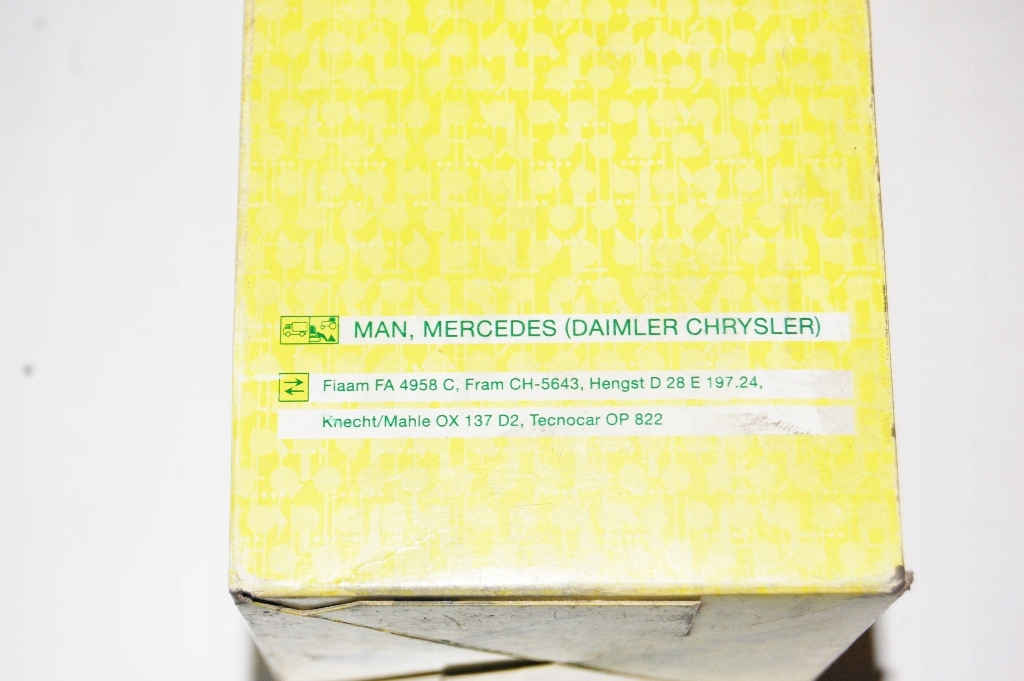 MAN, MERCEDES (DAIMLER CHRYSLER)
Fiaam FA 4958 C, Fram CH-5643, Hengst D 28 E 197.24,
Knecht/Mahle OX 137 D2, Tecnocar OP 822